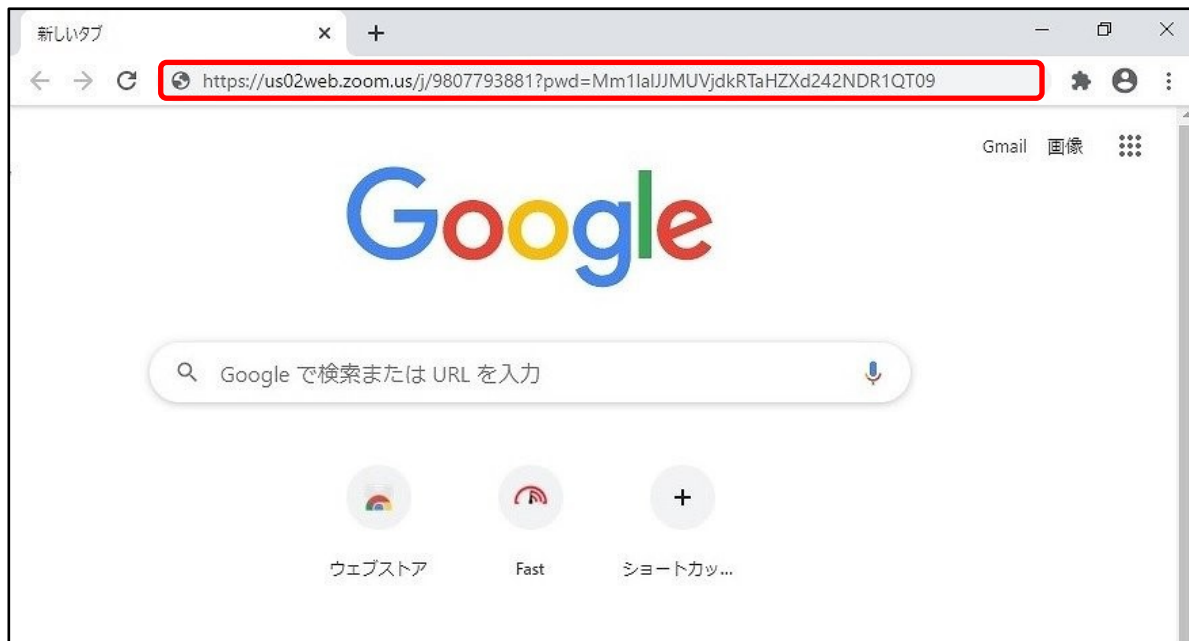 新しいタブ
https://us02web.zoom.us/j/9807793881?pwd=Mm1IalJJMUVjdkRTaHZXd242NDR1QT09
Gmail 画像
Google
Google で検索または URL を入力
ウェブストア Fast ショートカッ...